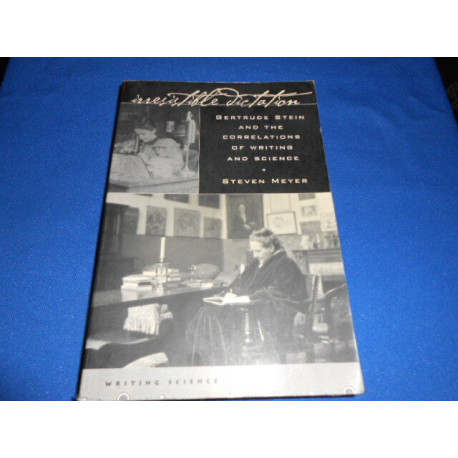 irresistible dictation
GERTRUDE STEIN
AND THE
CORRELATIONS
OF WRITING
AND SCIENCE
•
STEVEN MEYER
WRITING SCIENCE